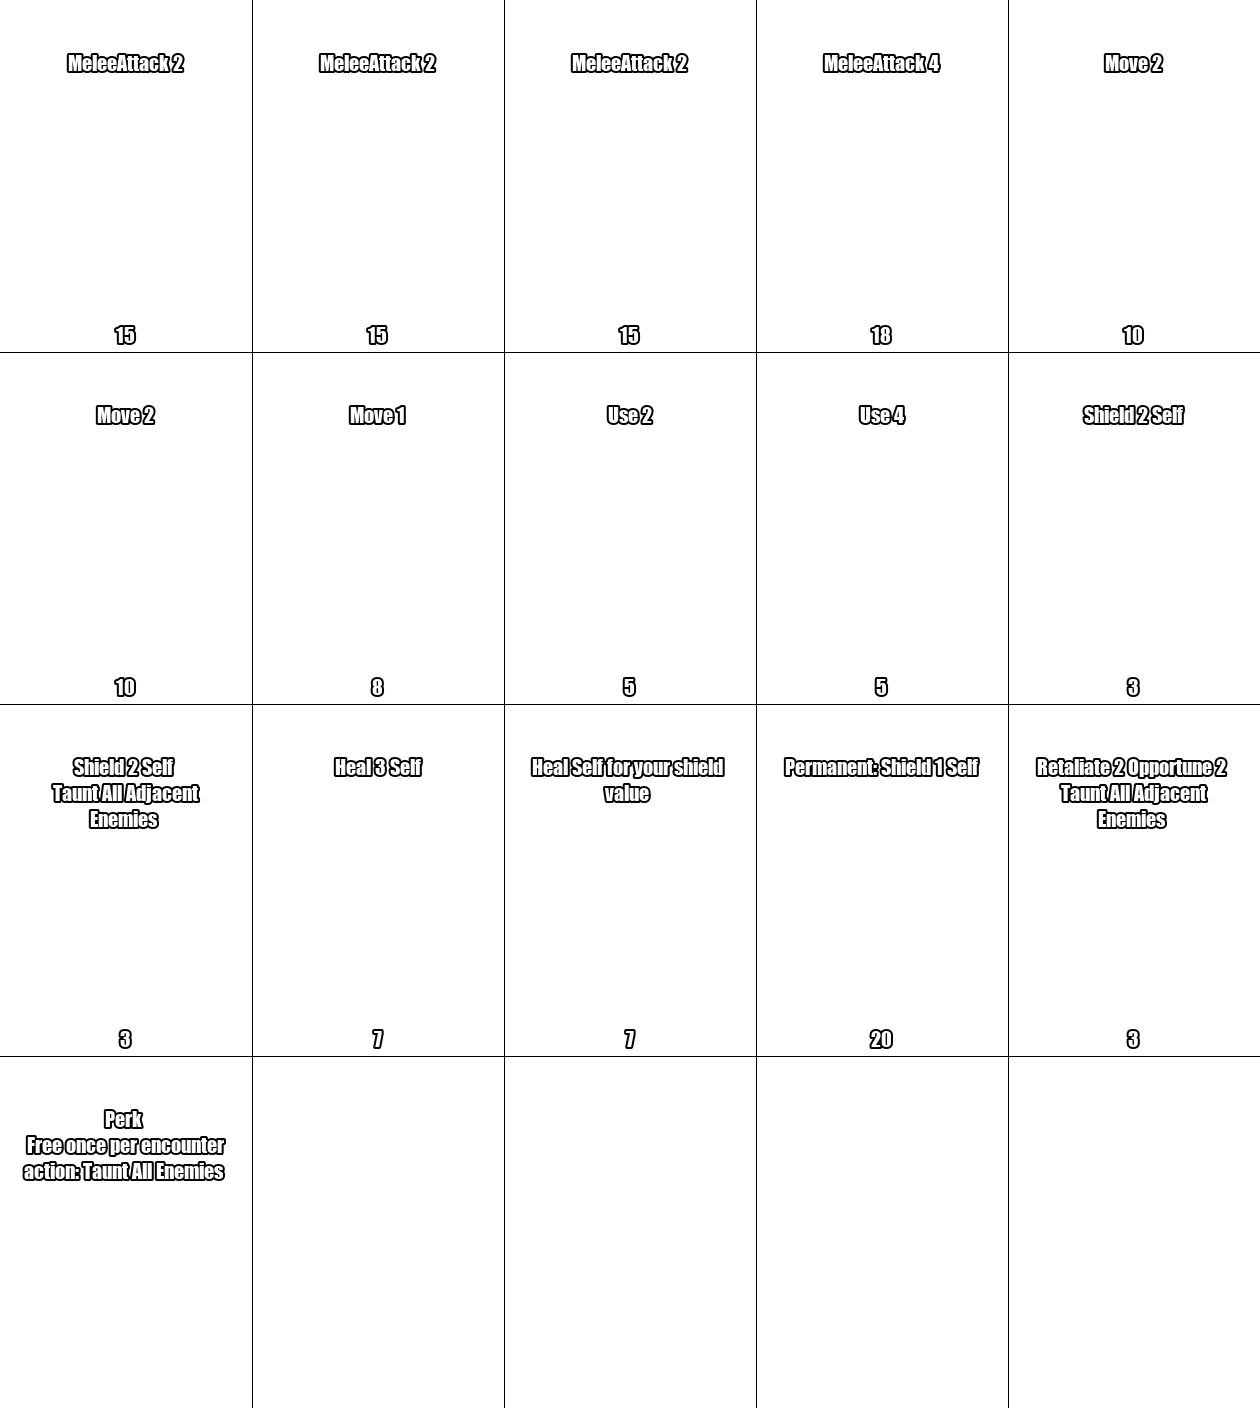 MeleeAttack 2
MeleeAttack 2
MeleeAttack 2
MeleeAttack 4
Move 2
15
15
15
18
10
Move 2
Move 1
Use 2
Use 4
Shield 2 Self
10
8
5
5
3
Shield 2 Self
Taunt All Adjacent
Enemies
Heal 3 Self
Heal Self for your shield
value
Permanent: Shield 1 Self
Retaliate 2 Opportune 2
Taunt All Adjacent
Enemies
3
7
7
20
3
Perk
Free once per encounter
action: Taunt All Enemies